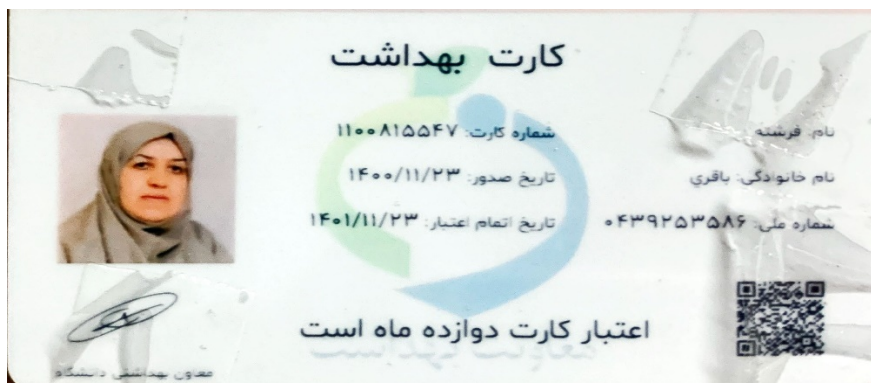 کارت بهداشت
نام: فرشته
شماره کارت: ۱۱۰۰۸۱۵۵۴۷
نام خانوادگی: باقري
تاریخ صدور: ۱۴۰۰/۱۱/۲۳
شماره ملی: ۰۴۳۹۲۵۳۵۸۶
تاریخ اتمام اعتبار: ۱۴۰۱/۱۱/۲۳
اعتبار کارت دوازده ماه است
معاون بهداشتی دانشگاه